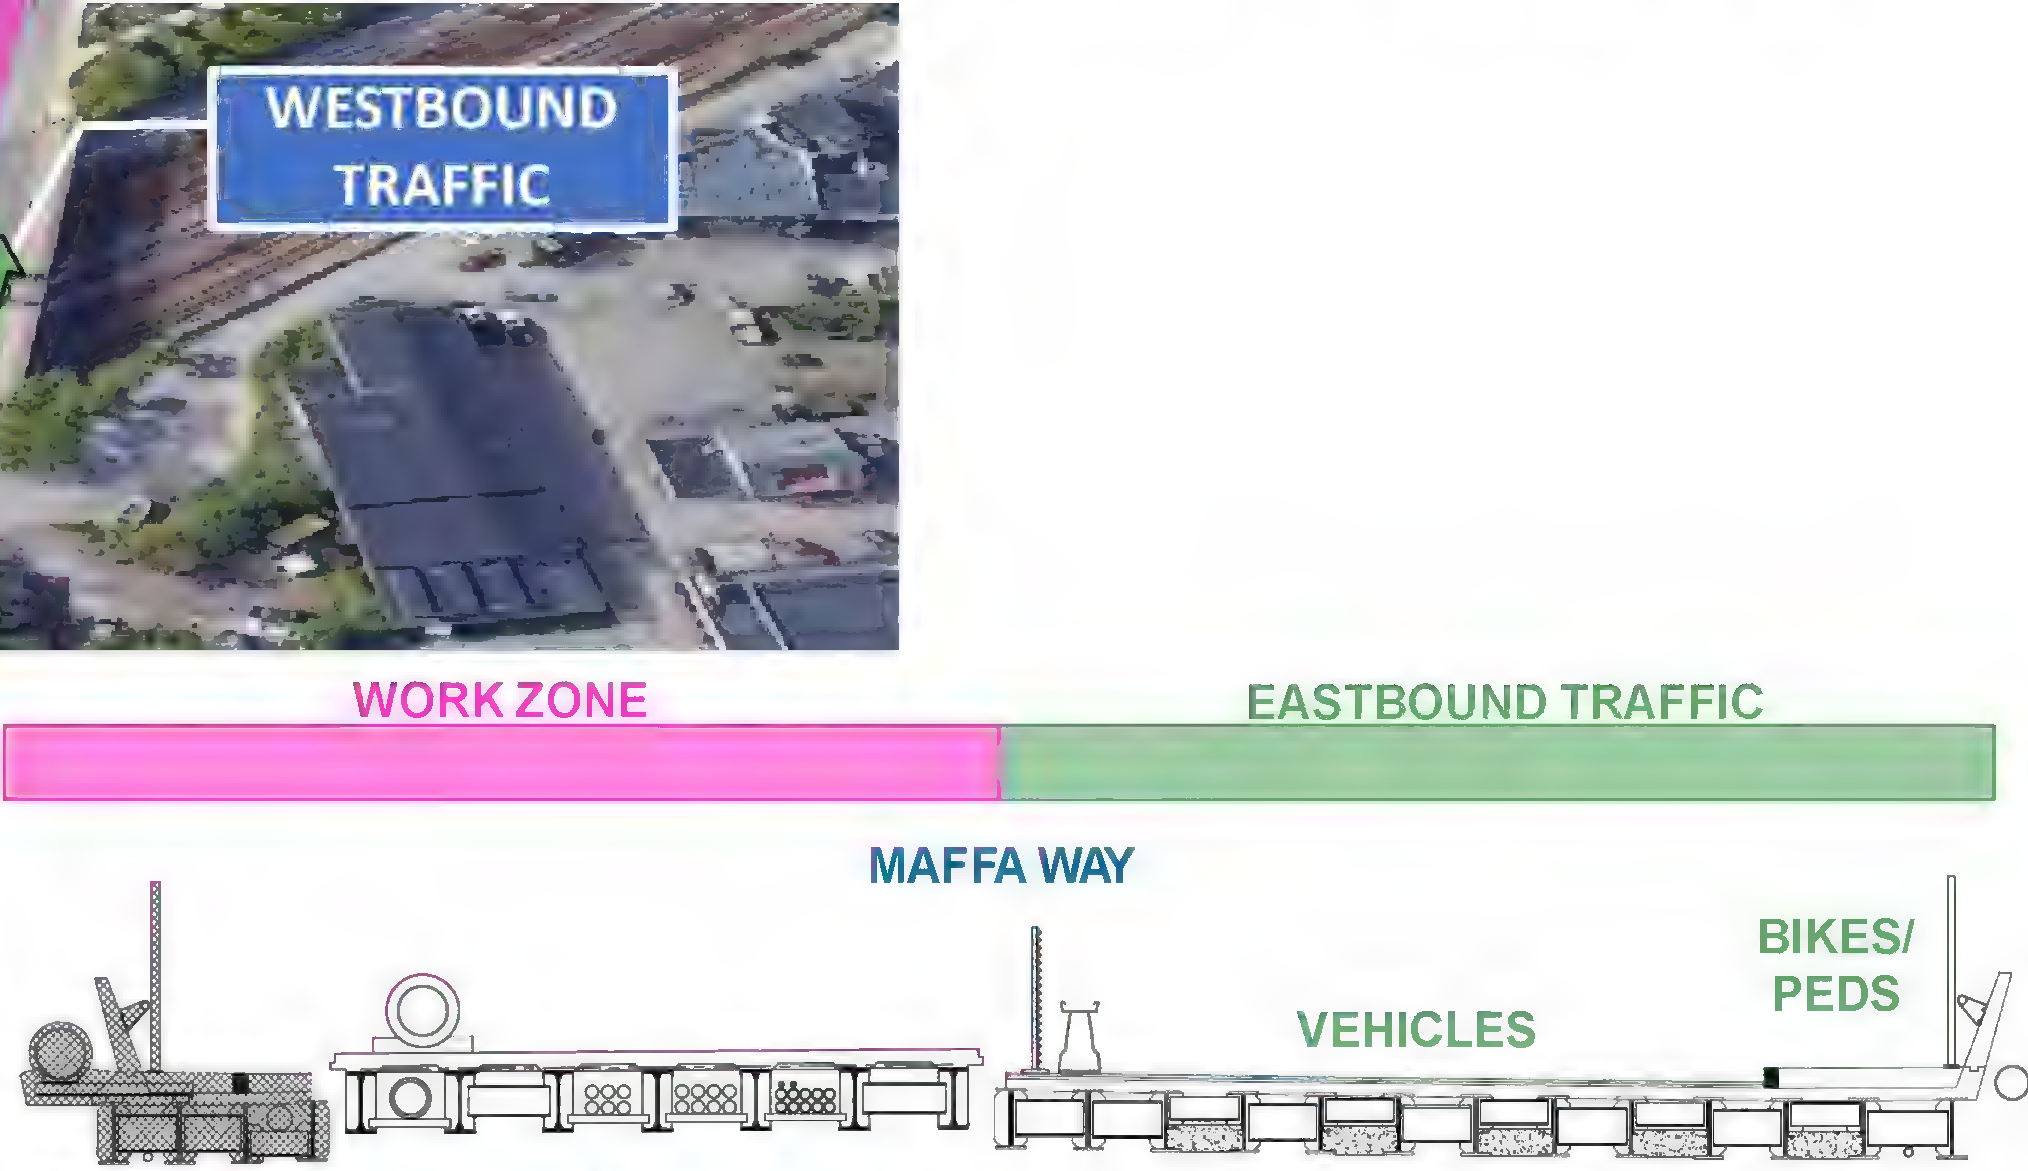 WESTBOUND
TRAFFIC
WORK ZONE
EASTBOUND TRAFFIC
MAFFA WAY
BIKES/
PEDS
VEHICLES